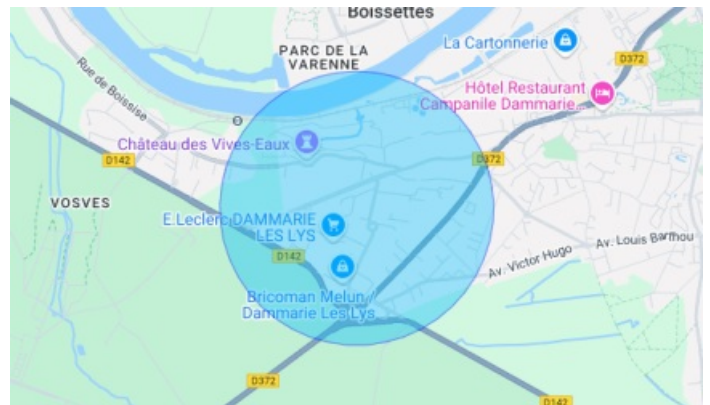 Boissettes
La Cartonnerie
D372
PARC DE LA
VARENNE
Rue de Boissise
Hôtel Restaurant
Campanile Dammarie...
Château des Vives-Eaux
D142
D372
VOSVES
E.Leclerc DAMMARIE
LES LYS
D142
Av. Victor Hugo
Av. Louis Barthou
Bricoman Melun /
Dammarie Les Lys
D372
D142